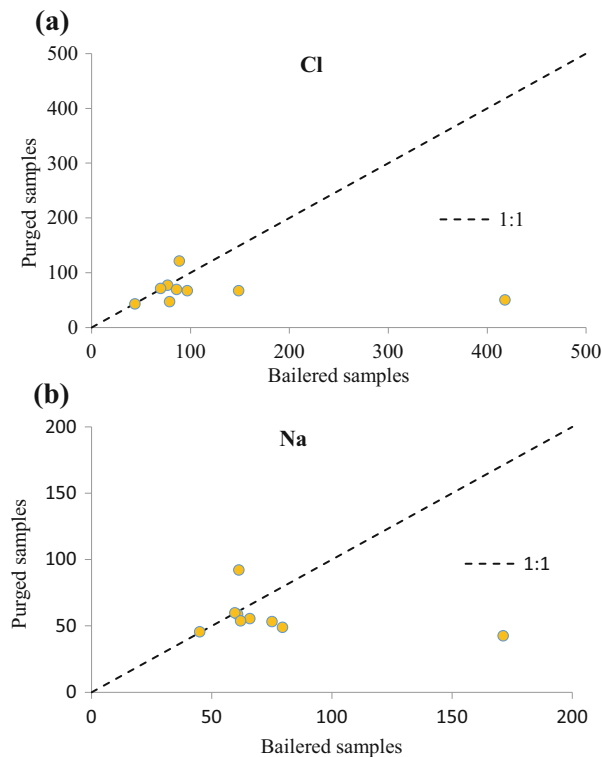 (a)
Cl
500
400
300
200
100
0
Purged samples
1:1
0 100 200 300 400 500
Bailered samples
(b)
Na
200
150
100
50
0
Purged samples
1:1
0 50 100 150 200
Bailered samples